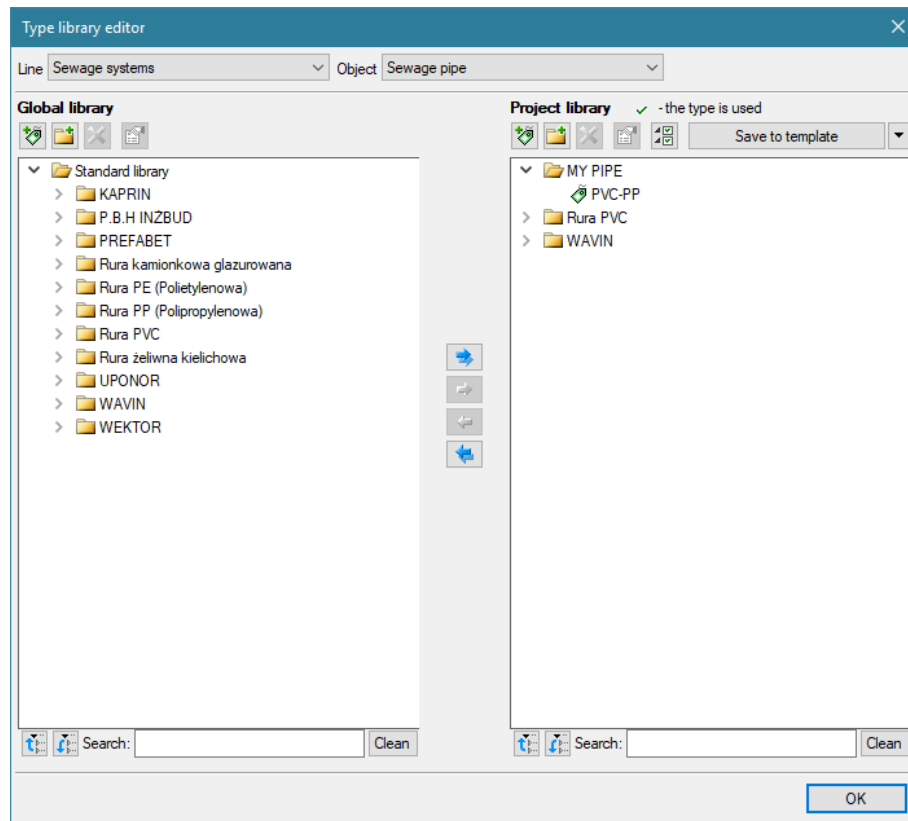 Type library editor
Line Sewage systems Object Sewage pipe
Global library
Standard library
KAPRIN
P.B.H INŻBUD
PREFABET
Rura kamionkowa glazurowana
Rura PE (Polietylenowa)
Rura PP (Polipropylenowa)
Rura PVC
Rura żeliwna kielichowa
UPONOR
WAVIN
WEKTOR
Search: Clean
Project library - the type is used
Save to template
MY PIPE
PVC-PP
Rura PVC
WAVIN
Search: Clean
OK